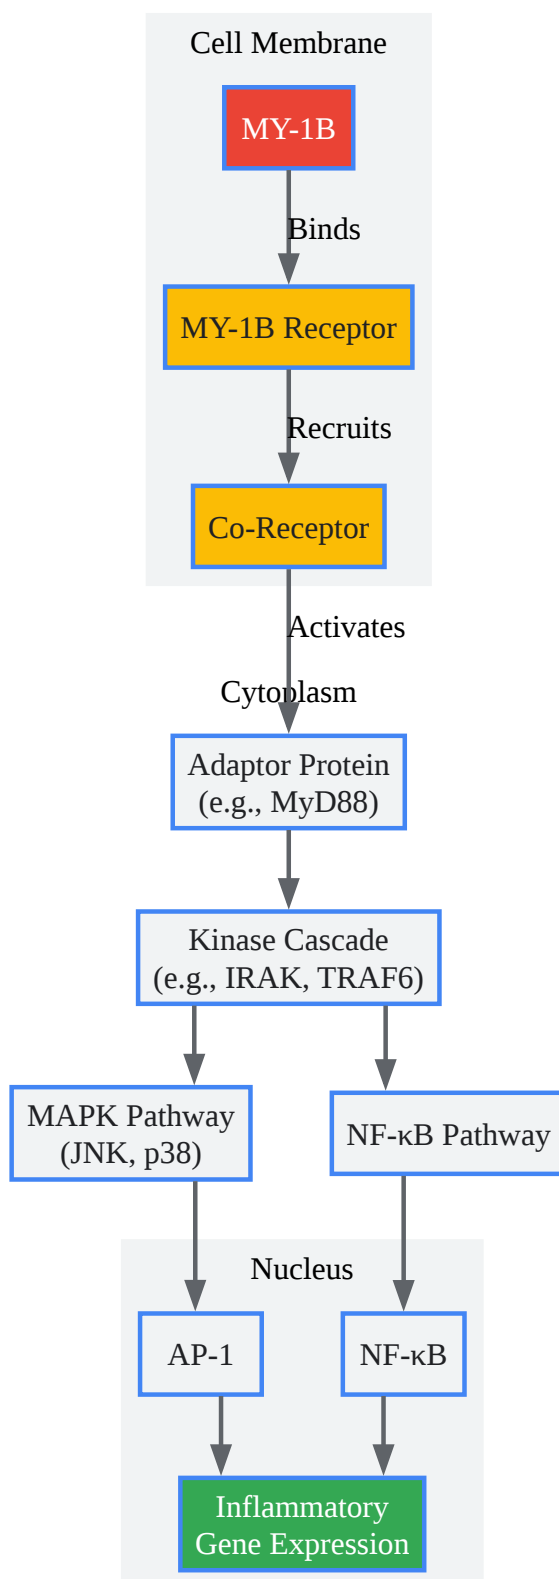 Cell Membrane
MY-1B
Binds
MY-1B Receptor
Recruits
Co-Receptor
Activates
Cytoplasm
Adaptor Protein
(e.g., MyD88)
Kinase Cascade
(e.g., IRAK, TRAF6)
MAPK Pathway
(JNK, p38)
NF-κB Pathway
Nucleus
AP-1
NF-κB
Inflammatory
Gene Expression